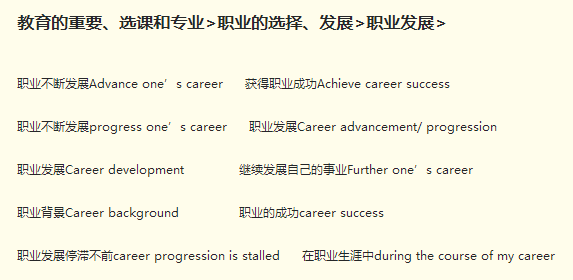 教育的重要、选课和专业>职业的选择、发展>职业发展>
职业不断发展Advance one’s career 获得职业成功Achieve career success
职业不断发展progress one’s career 职业发展Career advancement/ progression
职业发展Career development 继续发展自己的事业Further one’s career
职业背景Career background 职业的成功career success
职业发展停滞不前career progression is stalled 在职业生涯中during the course of my career